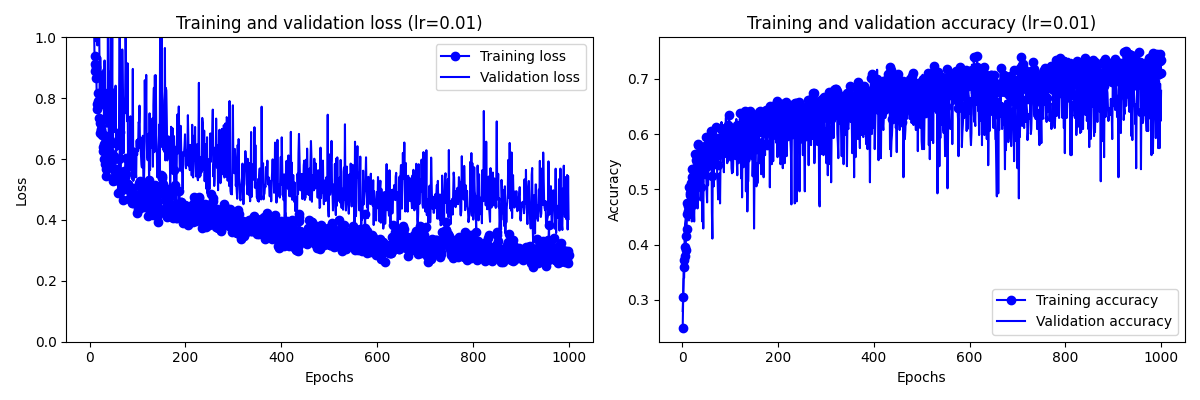 Training and validation loss (lr=0.01)
1.0
0.8
0.6
0.4
0.2
0.0
Loss
0 200 400 600 800 1000
Epochs
Training loss
Validation loss
Training and validation accuracy (lr=0.01)
0.7
0.6
0.5
0.4
0.3
Accuracy
0 200 400 600 800 1000
Epochs
Training accuracy
Validation accuracy